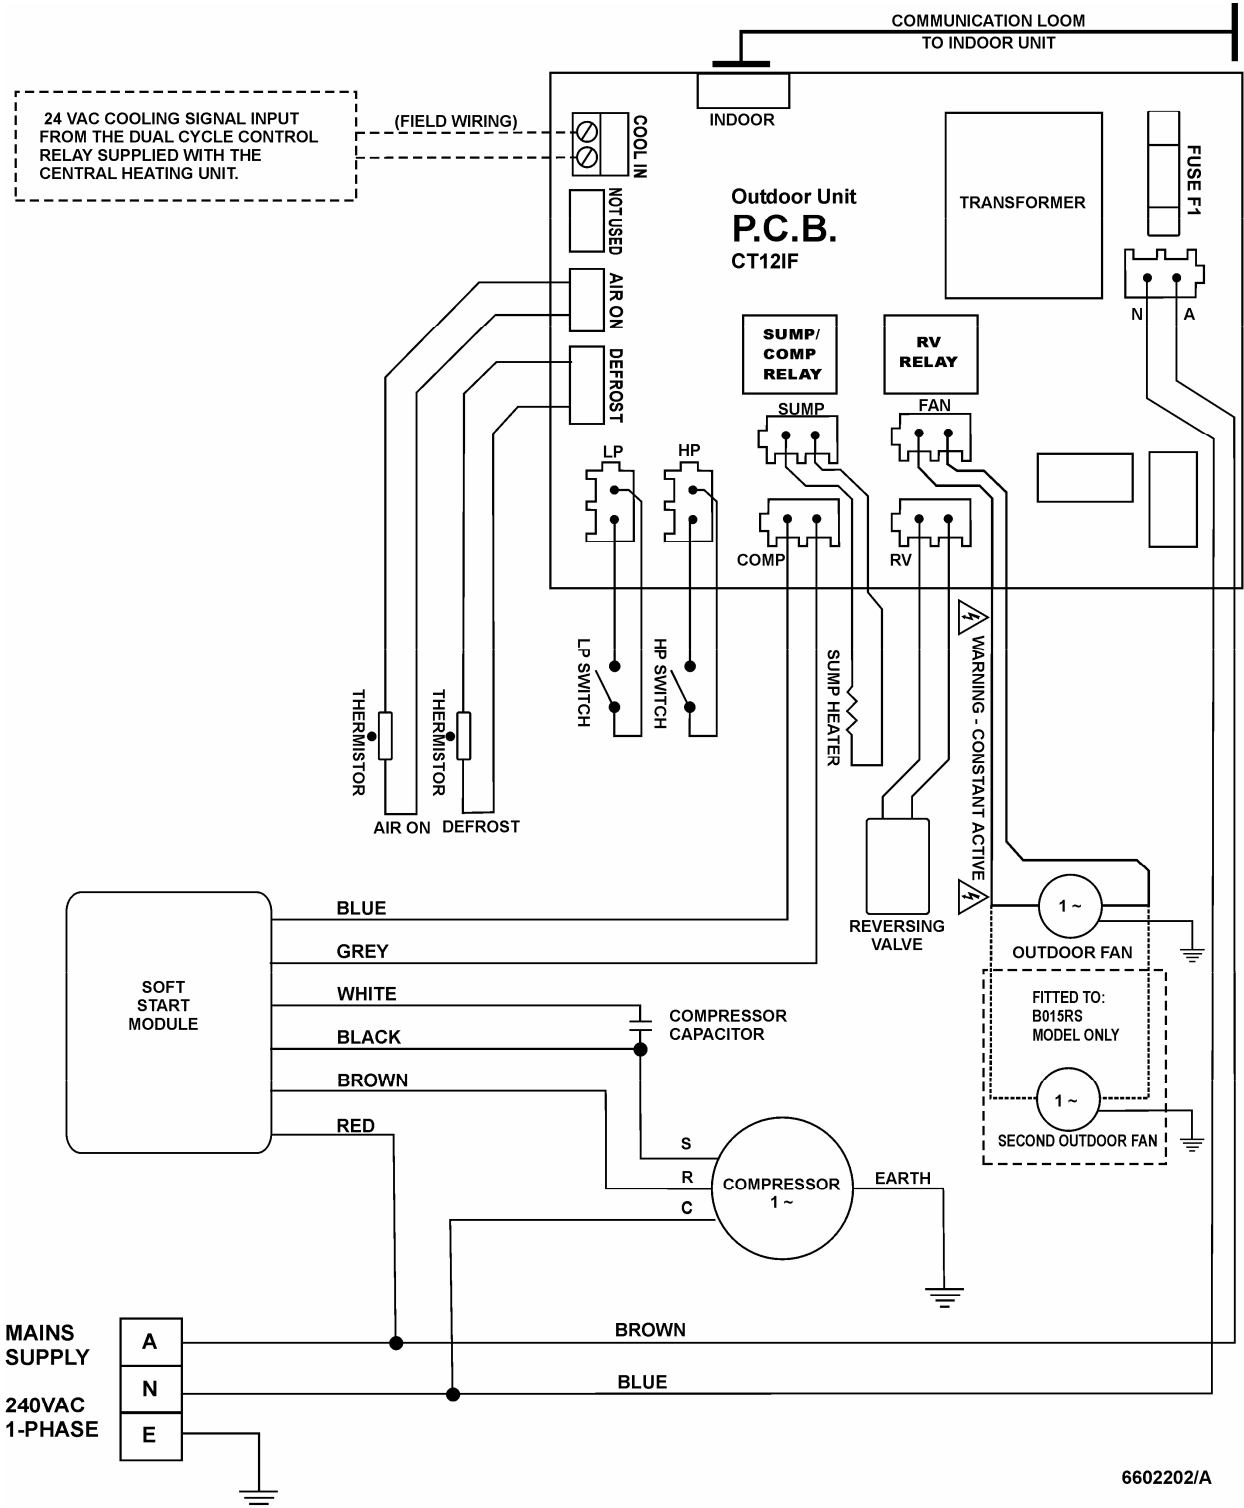 COMMUNICATION LOOM
TO INDOOR UNIT
24 VAC COOLING SIGNAL INPUT
FROM THE DUAL CYCLE CONTROL
RELAY SUPPLIED WITH THE
CENTRAL HEATING UNIT.
(FIELD WIRING)
COOL IN
INDOOR
NOT USED
Outdoor Unit
P.C.B.
CT12IF
TRANSFORMER
FUSE F1
AIR ON
N
A
SUMP/
COMP
RELAY
RV
RELAY
DEFROST
SUMP
FAN
LP
HP
COMP
RV
LP SWITCH
HP SWITCH
SUMP HEATER
WARNING - CONSTANT ACTIVE
THERMISTOR
THERMISTOR
AIR ON
DEFROST
REVERSING
VALVE
1 ~
OUTDOOR FAN
BLUE
GREY
WHITE
BLACK
BROWN
RED
SOFT
START
MODULE
COMPRESSOR
CAPACITOR
FITTED TO:
B015RS
MODEL ONLY
1 ~
SECOND OUTDOOR FAN
S
R
C
COMPRESSOR
1 ~
EARTH
MAINS
SUPPLY
240VAC
1-PHASE
A
N
E
BROWN
BLUE
6602202/A